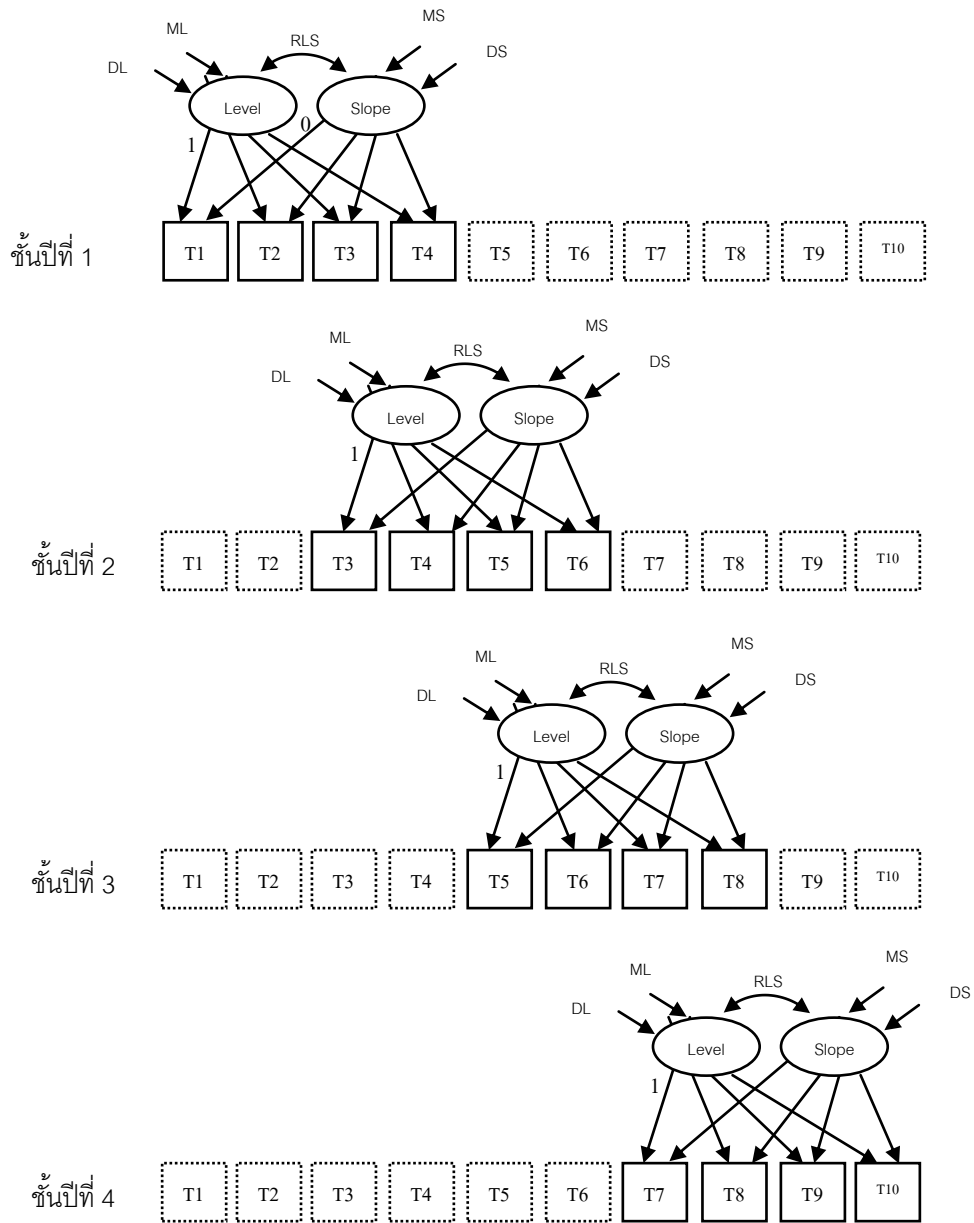 ML RLS MS
DL DS
Level Slope
1 0
ชั้นปีที่ 1 T1 T2 T3 T4 T5 T6 T7 T8 T9 T10
ML RLS MS
DL DS
Level Slope
1
ชั้นปีที่ 2 T1 T2 T3 T4 T5 T6 T7 T8 T9 T10
ML RLS MS
DL DS
Level Slope
1
ชั้นปีที่ 3 T1 T2 T3 T4 T5 T6 T7 T8 T9 T10
ML RLS MS
DL DS
Level Slope
1
ชั้นปีที่ 4 T1 T2 T3 T4 T5 T6 T7 T8 T9 T10